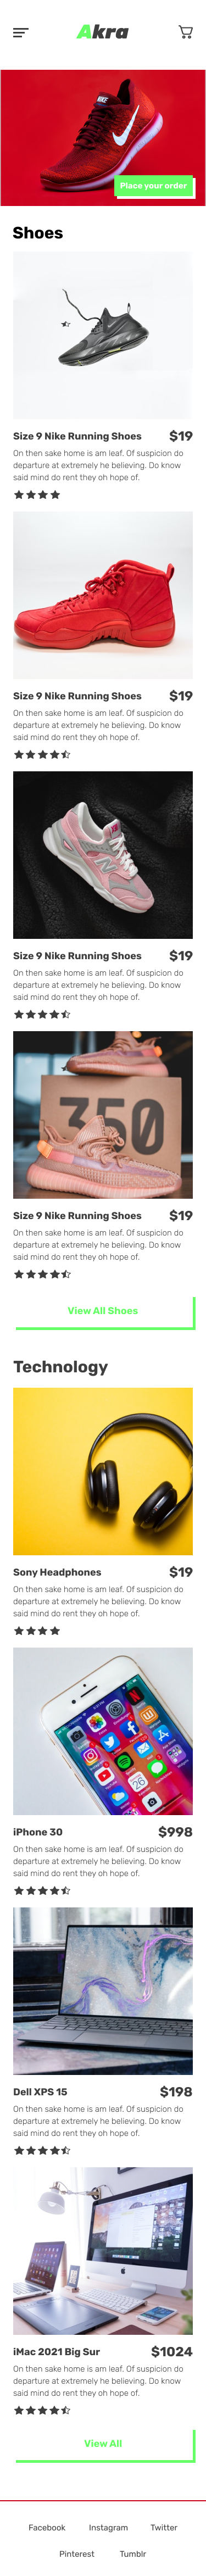 Akra
Place your order
Shoes
Size 9 Nike Running Shoes $19
On then sake home is am leaf. Of suspicion do
departure at extremely he believing. Do know
said mind do rent they oh hope of.
Size 9 Nike Running Shoes $19
On then sake home is am leaf. Of suspicion do
departure at extremely he believing. Do know
said mind do rent they oh hope of.
Size 9 Nike Running Shoes $19
On then sake home is am leaf. Of suspicion do
departure at extremely he believing. Do know
said mind do rent they oh hope of.
350
Size 9 Nike Running Shoes $19
On then sake home is am leaf. Of suspicion do
departure at extremely he believing. Do know
said mind do rent they oh hope of.
View All Shoes
Technology
Sony Headphones $19
On then sake home is am leaf. Of suspicion do
departure at extremely he believing. Do know
said mind do rent they oh hope of.
iPhone 30 $998
On then sake home is am leaf. Of suspicion do
departure at extremely he believing. Do know
said mind do rent they oh hope of.
Dell XPS 15 $198
On then sake home is am leaf. Of suspicion do
departure at extremely he believing. Do know
said mind do rent they oh hope of.
iMac 2021 Big Sur $1024
On then sake home is am leaf. Of suspicion do
departure at extremely he believing. Do know
said mind do rent they oh hope of.
View All
Facebook Instagram Twitter
Pinterest Tumblr